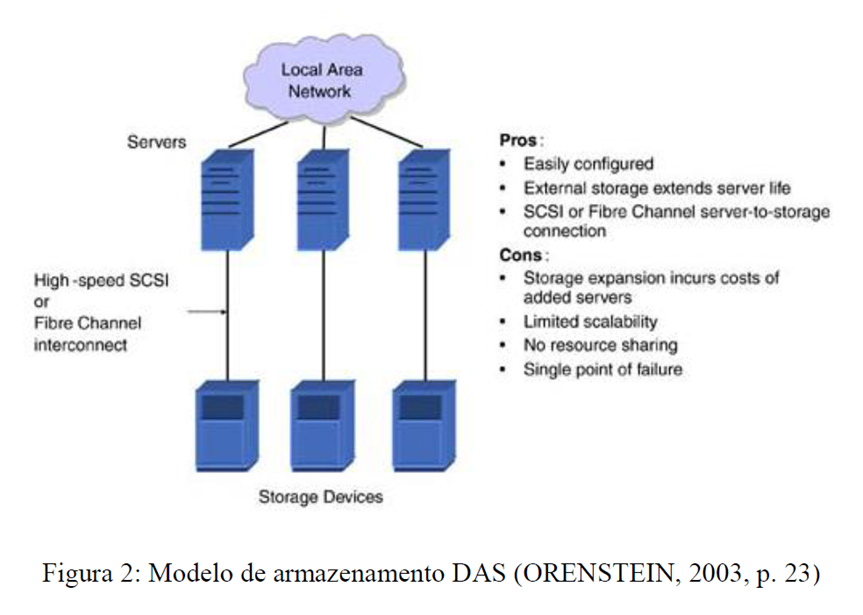 Local Area
Network
Servers
High-speed SCSI
or
Fibre Channel
interconnect
Storage Devices
Pros:
• Easily configured
• External storage extends server life
• SCSI or Fibre Channel server-to-storage
connection
Cons:
• Storage expansion incurs costs of
added servers
• Limited scalability
• No resource sharing
• Single point of failure
Figura 2: Modelo de armazenamento DAS (ORENSTEIN, 2003, p. 23)